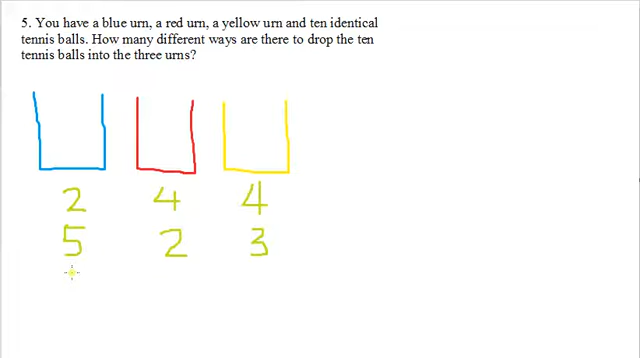 5. You have a blue urn, a red urn, a yellow urn and ten identical
tennis balls. How many different ways are there to drop the ten
tennis balls into the three urns?
2 4 4
5 2 3